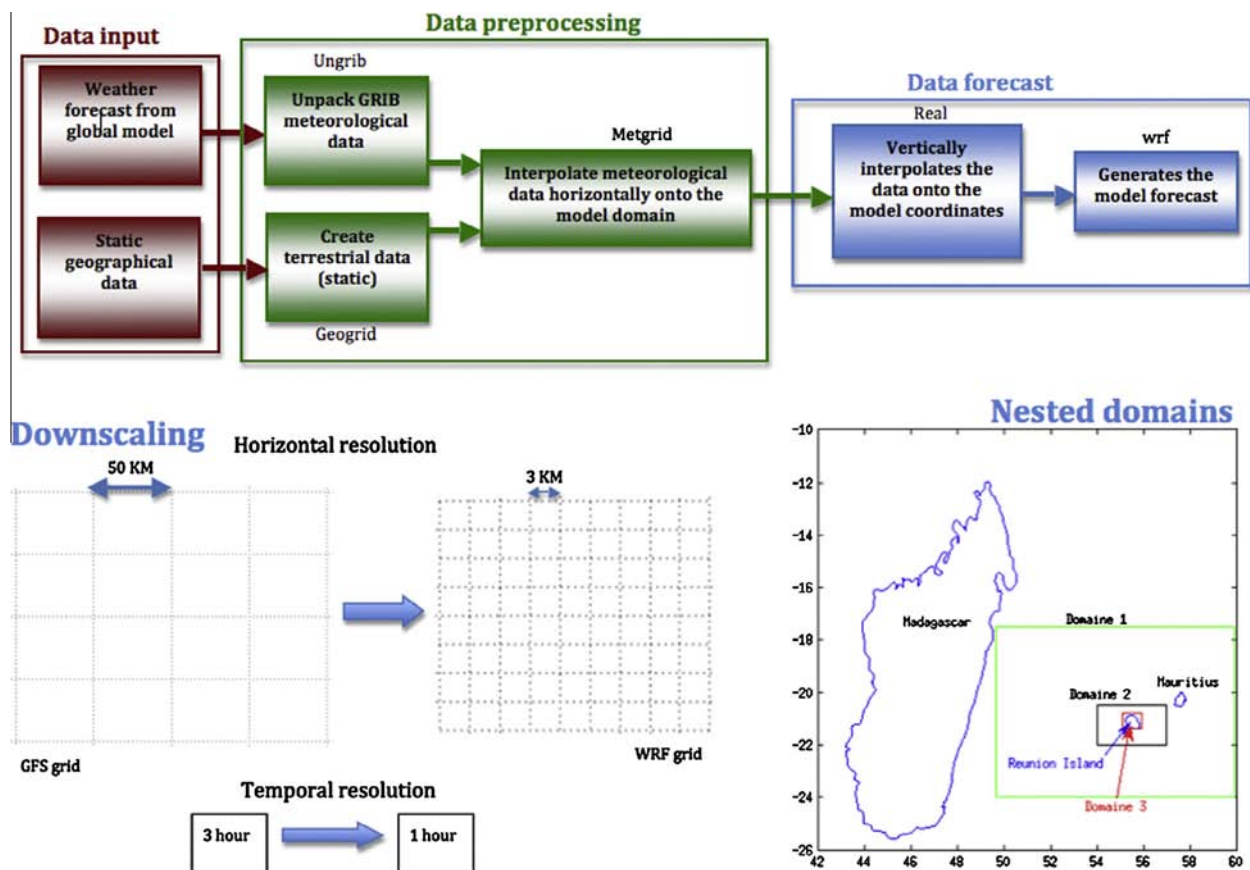 Data preprocessing
Data input
Ungrib
Data forecast
Weather
forecast from
global model
Unpack GRIB
meteorological
data
Real
Metgrid
wrf
Vertically
interpolates the
data onto the
model coordinates
Interpolate meteorological
data horizontally onto the
model domain
Generates the
model forecast
Static
geographical
data
Create
terrestrial data
(static)
Geogrid
Downscaling
Horizontal resolution
50 KM
3 KM
GFS grid
WRF grid
Temporal resolution
3 hour
1 hour
Nested domains
-10
-12
-14
-16
-18
-20
-22
-24
-26
Madagascar
Domaine 1
Domaine 2
Mauritius
Reunion Island
Domaine 3
42 44 46 48 50 52 54 56 58 60